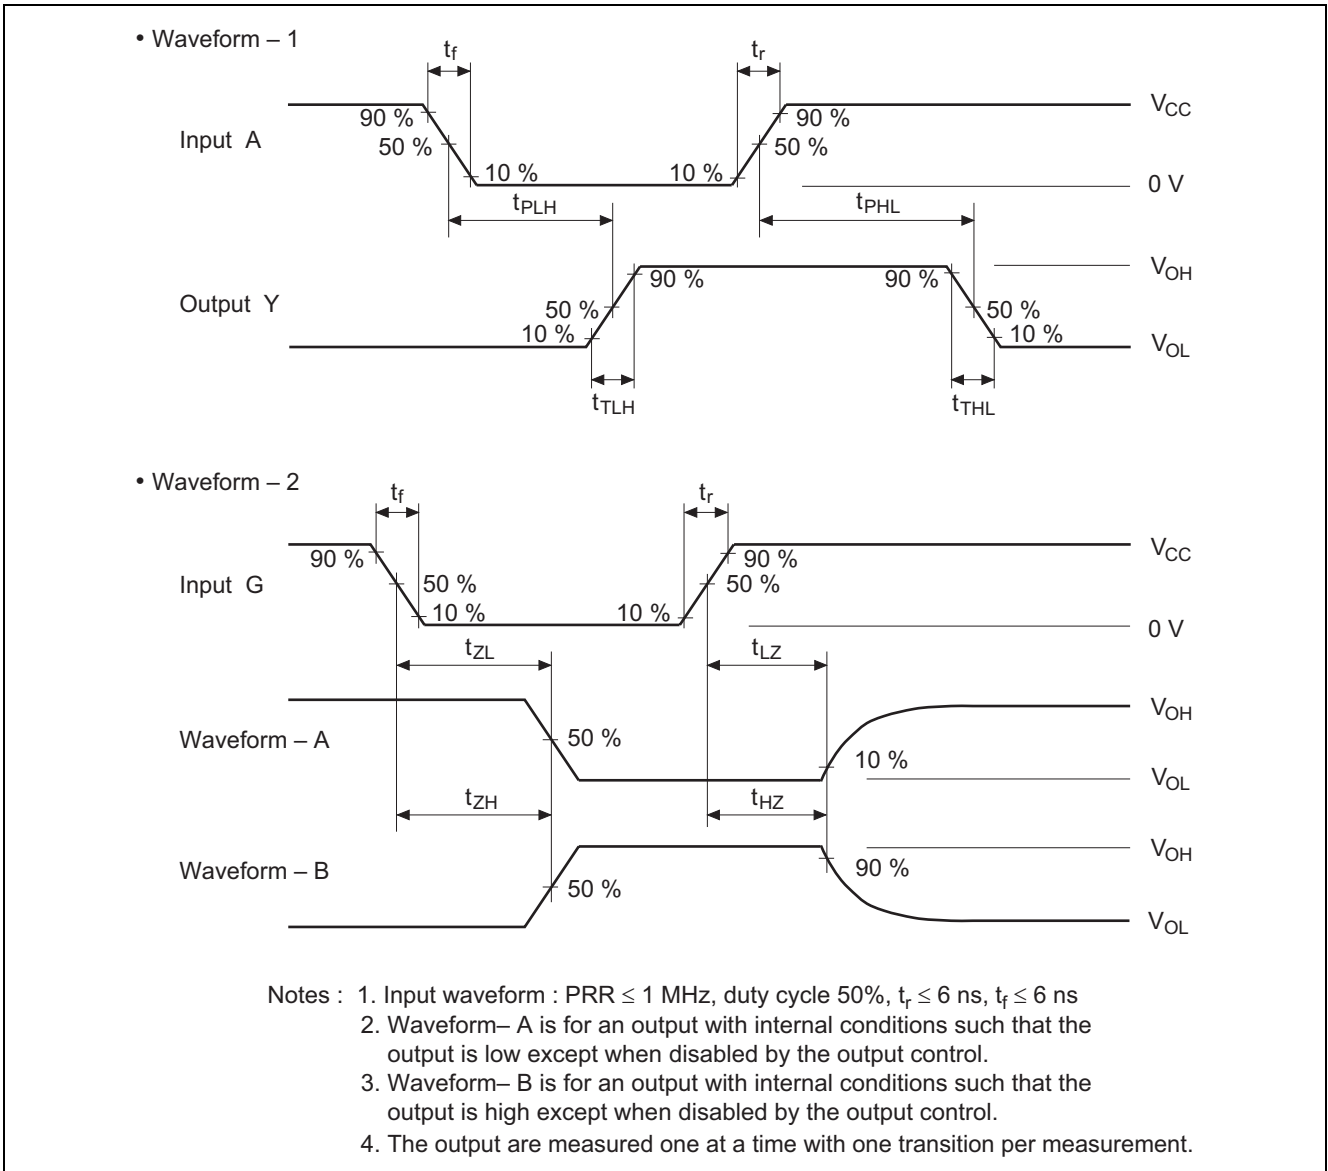 • Waveform – 1
tf
tr
Input A
90 %
50 %
10 %
10 %
90 %
50 %
VCC
0 V
tPLH
tPHL
Output Y
90 %
50 %
10 %
90 %
50 %
10 %
VOH
VOL
tTLH
tTHL
• Waveform – 2
tf
tr
Input G
90 %
50 %
10 %
10 %
90 %
50 %
VCC
0 V
tZL
tLZ
Waveform – A
50 %
10 %
VOH
VOL
tZH
tHZ
Waveform – B
50 %
90 %
VOH
VOL
Notes : 1. Input waveform : PRR ≤ 1 MHz, duty cycle 50%, tr ≤ 6 ns, tf ≤ 6 ns
2. Waveform– A is for an output with internal conditions such that the
output is low except when disabled by the output control.
3. Waveform– B is for an output with internal conditions such that the
output is high except when disabled by the output control.
4. The output are measured one at a time with one transition per measurement.